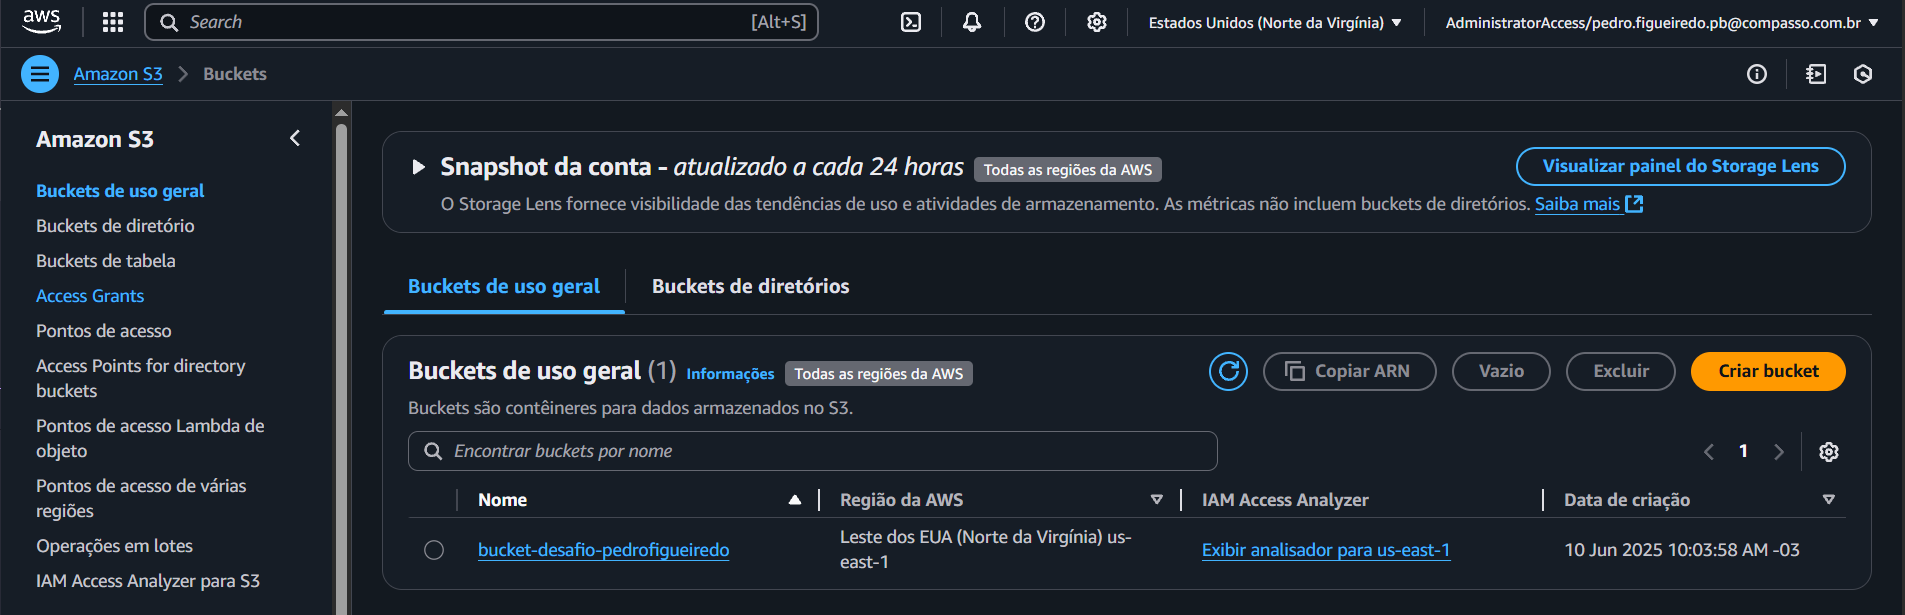 aws
Search
[Alt+S]
Estados Unidos (Norte da Virgínia)
AdministratorAccess/pedro.figueiredo.pb@compasso.com.br
Amazon S3
Buckets
Amazon S3
Buckets de uso geral
Buckets de diretório
Buckets de tabela
Access Grants
Pontos de acesso
Access Points for directory
buckets
Pontos de acesso Lambda de
objeto
Pontos de acesso de várias
regiões
Operações em lotes
IAM Access Analyzer para S3
Snapshot da conta - atualizado a cada 24 horas
Todas as regiões da AWS
Visualizar painel do Storage Lens
O Storage Lens fornece visibilidade das tendências de uso e atividades de armazenamento. As métricas não incluem buckets de diretórios. Saiba mais
Buckets de uso geral
Buckets de diretórios
Buckets de uso geral (1)
Informações
Todas as regiões da AWS
Copiar ARN
Vazio
Excluir
Criar bucket
Buckets são contêineres para dados armazenados no S3.
Encontrar buckets por nome
1
Nome
Região da AWS
IAM Access Analyzer
Data de criação
bucket-desafio-pedrofigueiredo
Leste dos EUA (Norte da Virgínia) us-
east-1
Exibir analisador para us-east-1
10 Jun 2025 10:03:58 AM -03